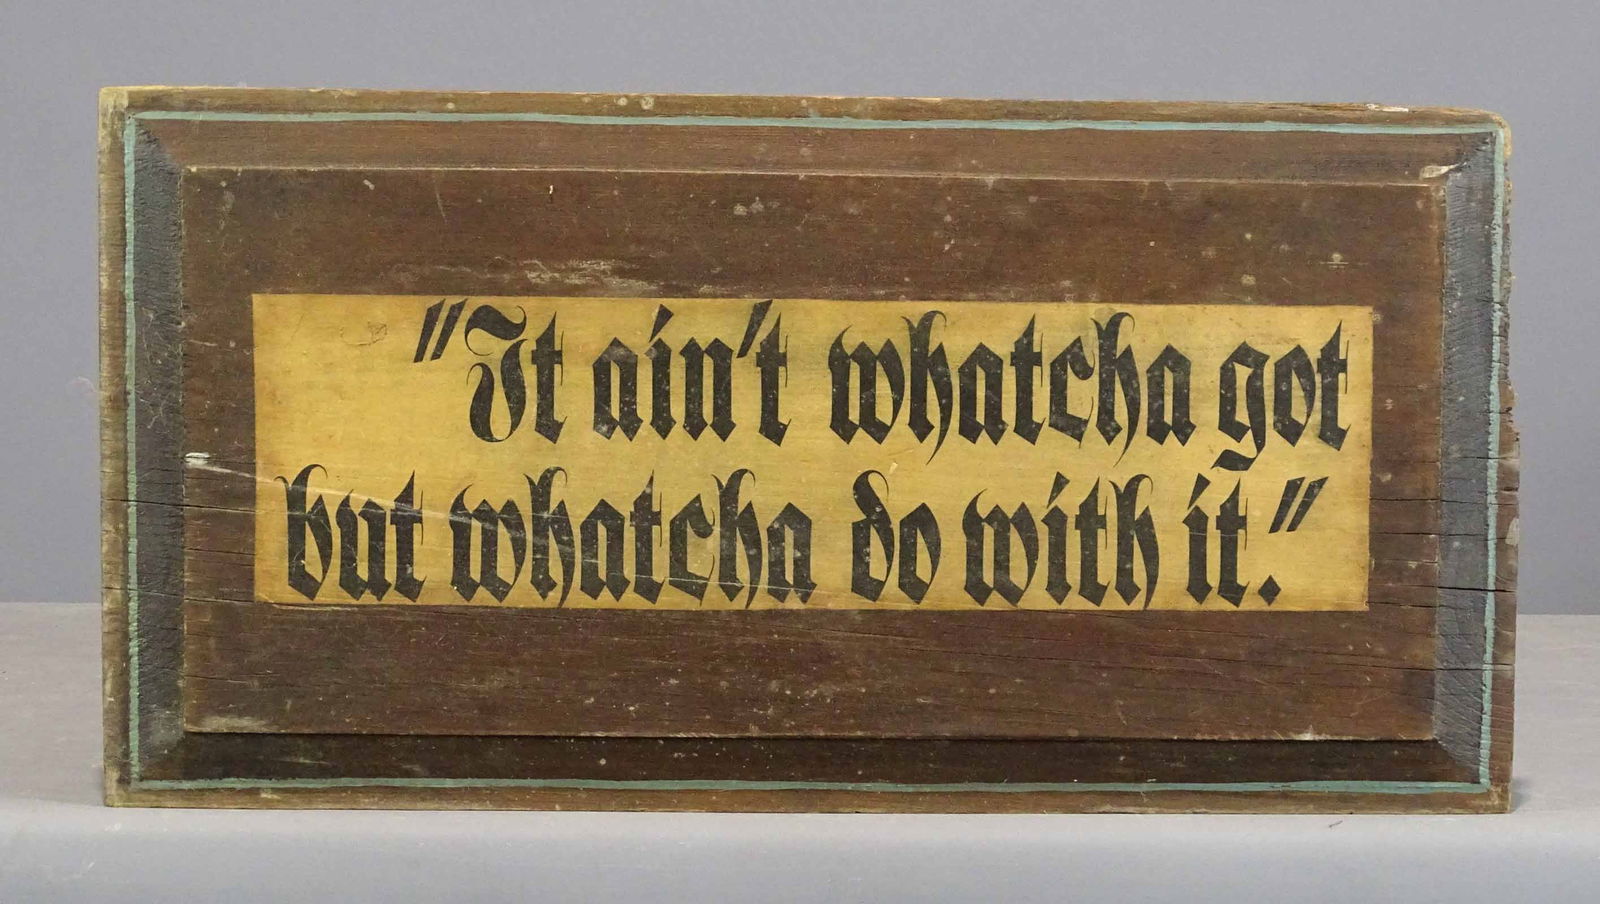 "It ain't whatcha got
but whatcha do with it."